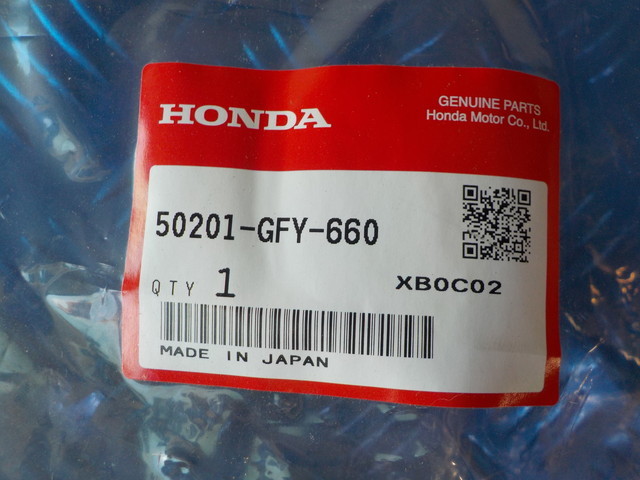 HONDA
GENUINE PARTS
Honda Motor Co., Ltd.
50201-GFY-660
QTY 1
XB0C02
MADE IN JAPAN